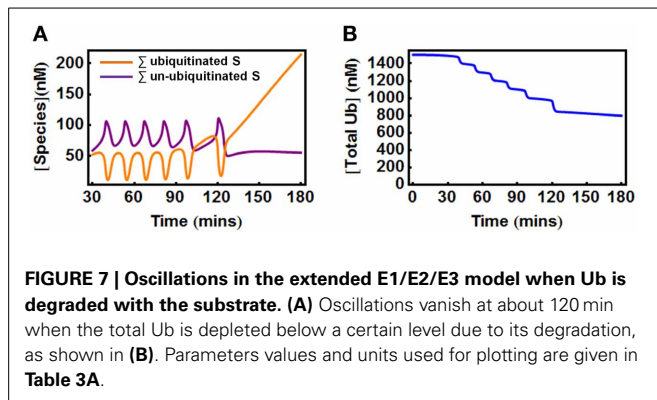 A
[Species](nM)
200
150
100
50
∑ ubiquitinated S
∑ un-ubiquitinated S
30 60 90 120 150 180
Time (mins)
B
[Total Ub] (nM)
1400
1200
1000
800
600
400
200
0
0 30 60 90 120 150 180
Time (mins)
FIGURE 7 | Oscillations in the extended E1/E2/E3 model when Ub is
degraded with the substrate. (A) Oscillations vanish at about 120 min
when the total Ub is depleted below a certain level due to its degradation,
as shown in (B). Parameters values and units used for plotting are given in
Table 3A.